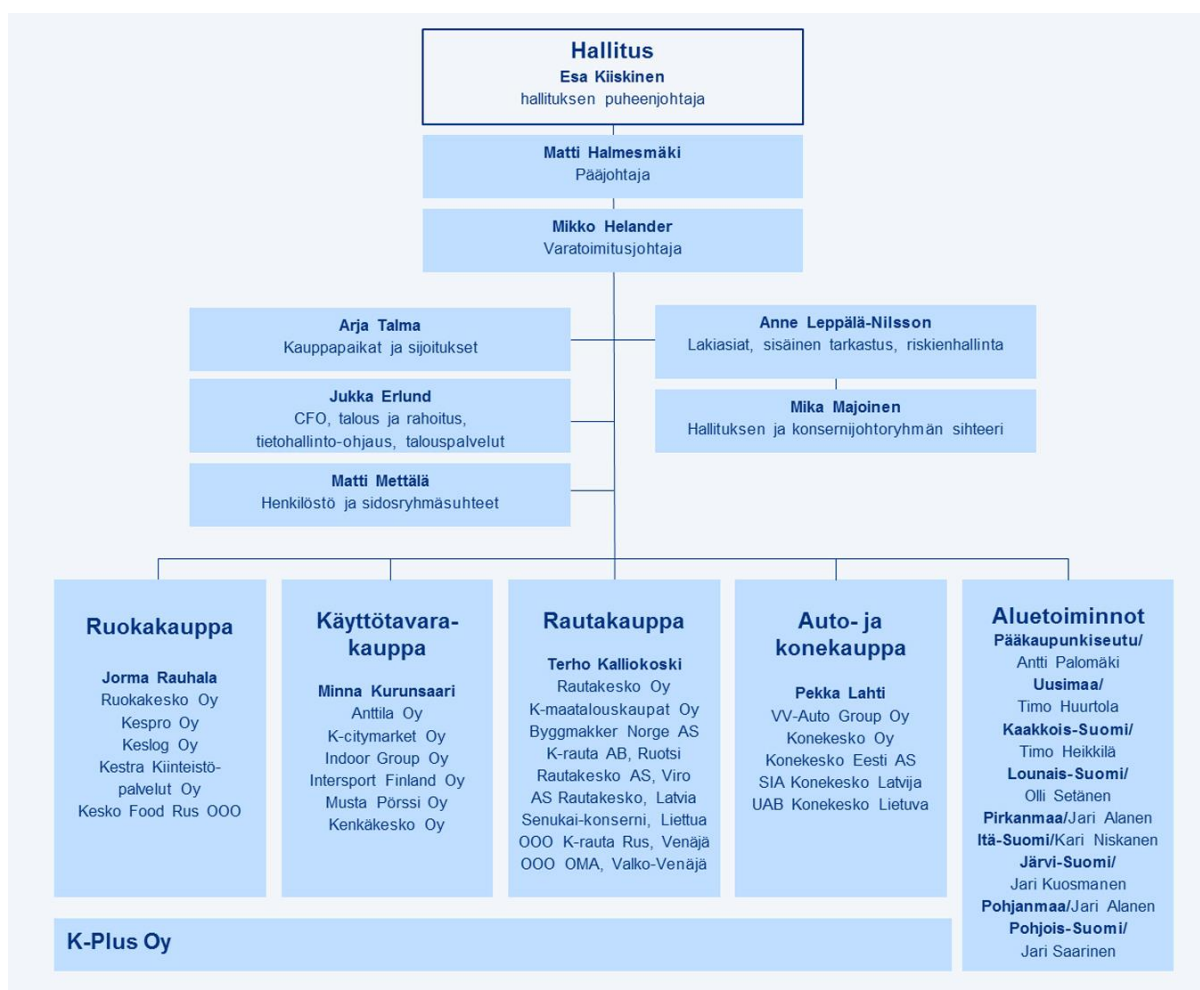 Hallitus
Esa Kiiskinen
hallituksen puheenjohtaja
Matti Halmesmäki
Pääjohtaja
Mikko Helander
Varatoimitusjohtaja
Arja Talma
Kauppapaikat ja sijoitukset
Anne Leppälä-Nilsson
Lakiasiat, sisäinen tarkastus, riskienhallinta
Jukka Erlund
CFO, talous ja rahoitus,
tietohallinto-ohjaus, talouspalvelut
Mika Majoinen
Hallituksen ja konsernijohtoryhmän sihteeri
Matti Mettälä
Henkilöstö ja sidosryhmäsuhteet
Ruokakauppa
Jorma Rauhala
Ruokakesko Oy
Kespro Oy
Keslog Oy
Kestra Kiinteistö-
palvelut Oy
Kesko Food Rus OOO
Käyttötavara-
kauppa
Minna Kurunsaari
Anttila Oy
K-citymarket Oy
Indoor Group Oy
Intersport Finland Oy
Musta Pörssi Oy
Kenkäkesko Oy
Rautakauppa
Terho Kalliokoski
Rautakesko Oy
K-maatalouskaupat Oy
Byggmakker Norge AS
K-rauta AB, Ruotsi
Rautakesko AS, Viro
AS Rautakesko, Latvia
Senukai-konserni, Liettua
OOO K-rauta Rus, Venäjä
OOO OMA, Valko-Venäjä
Auto- ja
konekauppa
Pekka Lahti
VV-Auto Group Oy
Konekesko Oy
Konekesko Eesti AS
SIA Konekesko Latvija
UAB Konekesko Lietuva
Aluetoiminnot
Pääkaupunkiseutu/
Antti Palomäki
Uusimaa/
Timo Huurtola
Kaakkois-Suomi/
Timo Heikkilä
Lounais-Suomi/
Olli Setänen
Pirkanmaa/Jari Alanen
Itä-Suomi/Kari Niskanen
Järvi-Suomi/
Jari Kuosmanen
Pohjanmaa/Jari Alanen
Pohjois-Suomi/
Jari Saarinen
K-Plus Oy